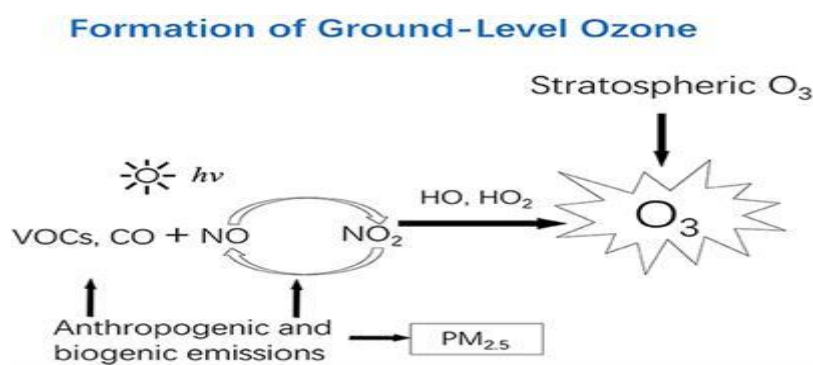 Formation of Ground-Level Ozone
Stratospheric O₃
hv
HO, HO₂
VOCs, CO + NO
NO₂
O₃
Anthropogenic and
biogenic emissions
PM₂.₅